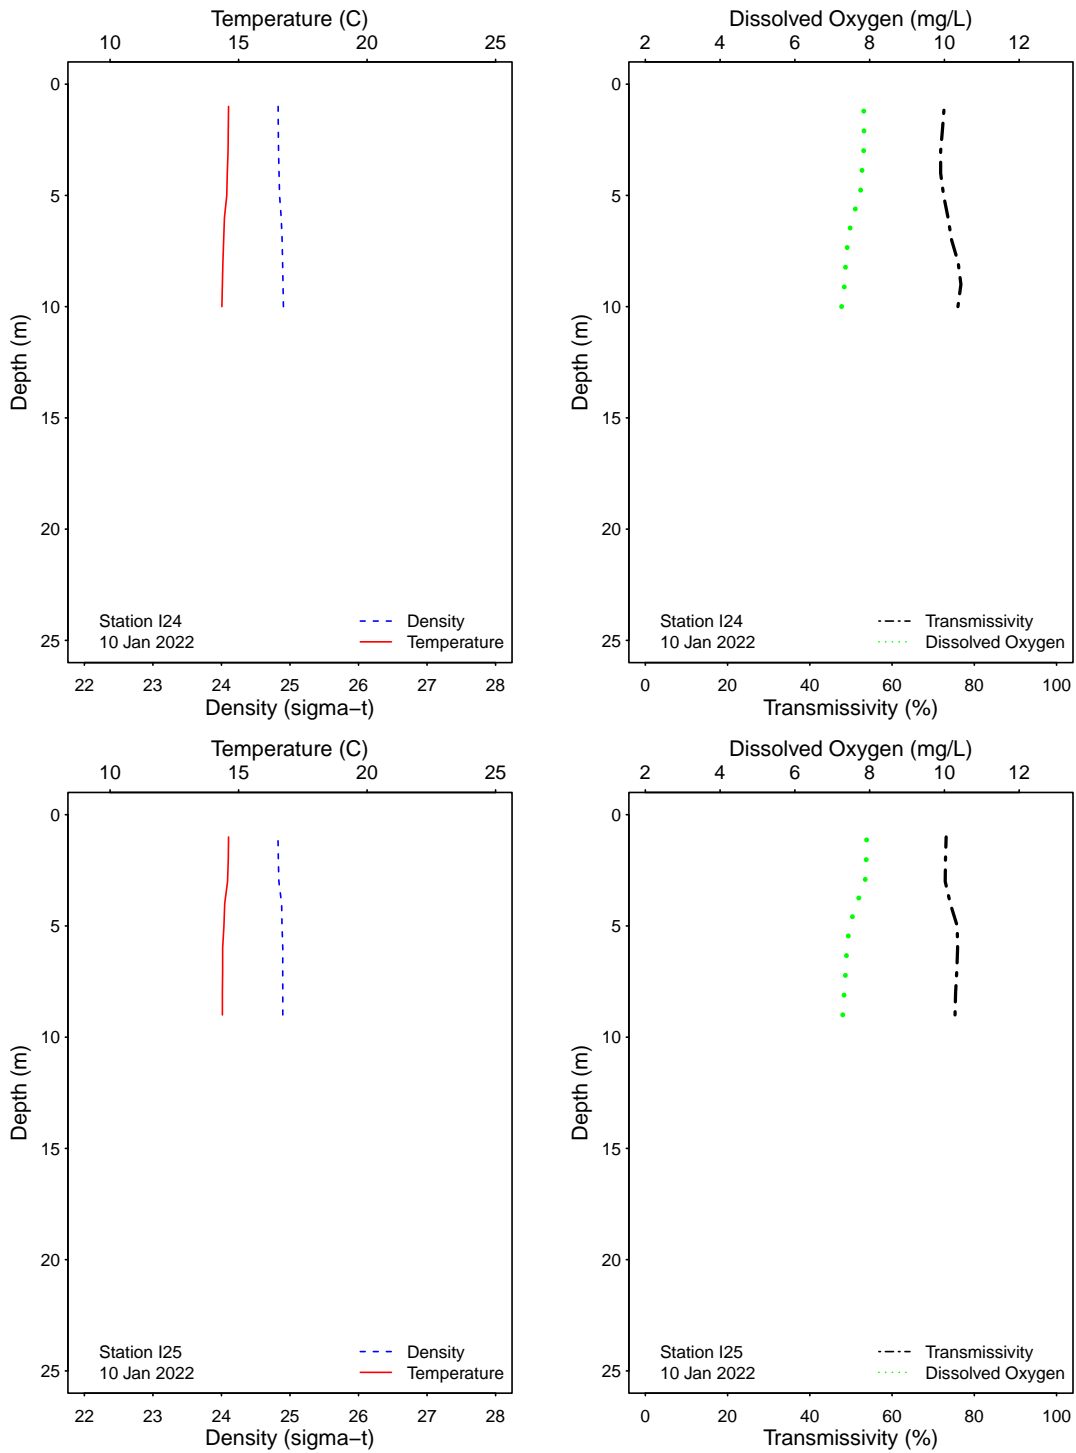 Temperature (C)
10 15 20 25
0
5
10
15
20
25
Depth (m)
Station I24
10 Jan 2022
Density
Temperature
22 23 24 25 26 27 28
Density (sigma−t)
Dissolved Oxygen (mg/L)
2 4 6 8 10 12
0
5
10
15
20
25
Depth (m)
Station I24
10 Jan 2022
Transmissivity
Dissolved Oxygen
0 20 40 60 80 100
Transmissivity (%)
Temperature (C)
10 15 20 25
0
5
10
15
20
25
Depth (m)
Station I25
10 Jan 2022
Density
Temperature
22 23 24 25 26 27 28
Density (sigma−t)
Dissolved Oxygen (mg/L)
2 4 6 8 10 12
0
5
10
15
20
25
Depth (m)
Station I25
10 Jan 2022
Transmissivity
Dissolved Oxygen
0 20 40 60 80 100
Transmissivity (%)